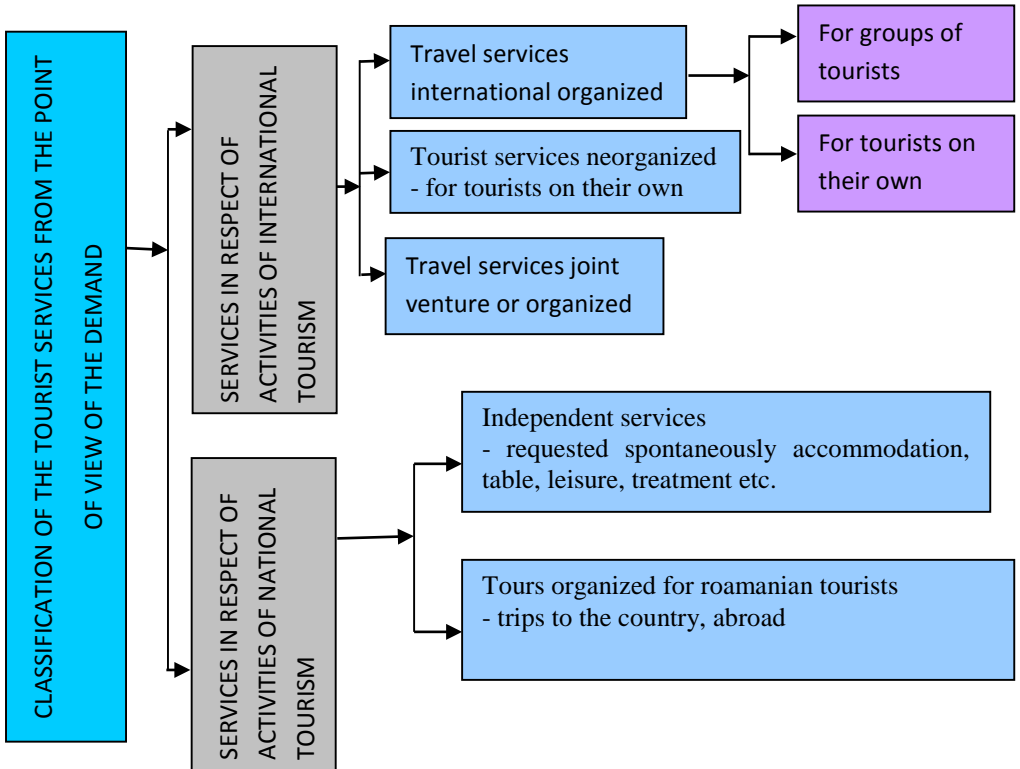 CLASSIFICATION OF THE TOURIST SERVICES FROM THE POINT
OF VIEW OF THE DEMAND
SERVICES IN RESPECT OF
ACTIVITIES OF INTERNATIONAL
TOURISM
Travel services
international organized
For groups of
tourists
For tourists on
their own
Tourist services neorganized
- for tourists on their own
Travel services joint
venture or organized
SERVICES IN RESPECT OF
ACTIVITIES OF NATIONAL
TOURISM
Independent services
- requested spontaneously accommodation,
table, leisure, treatment etc.
Tours organized for roamanian tourists
- trips to the country, abroad